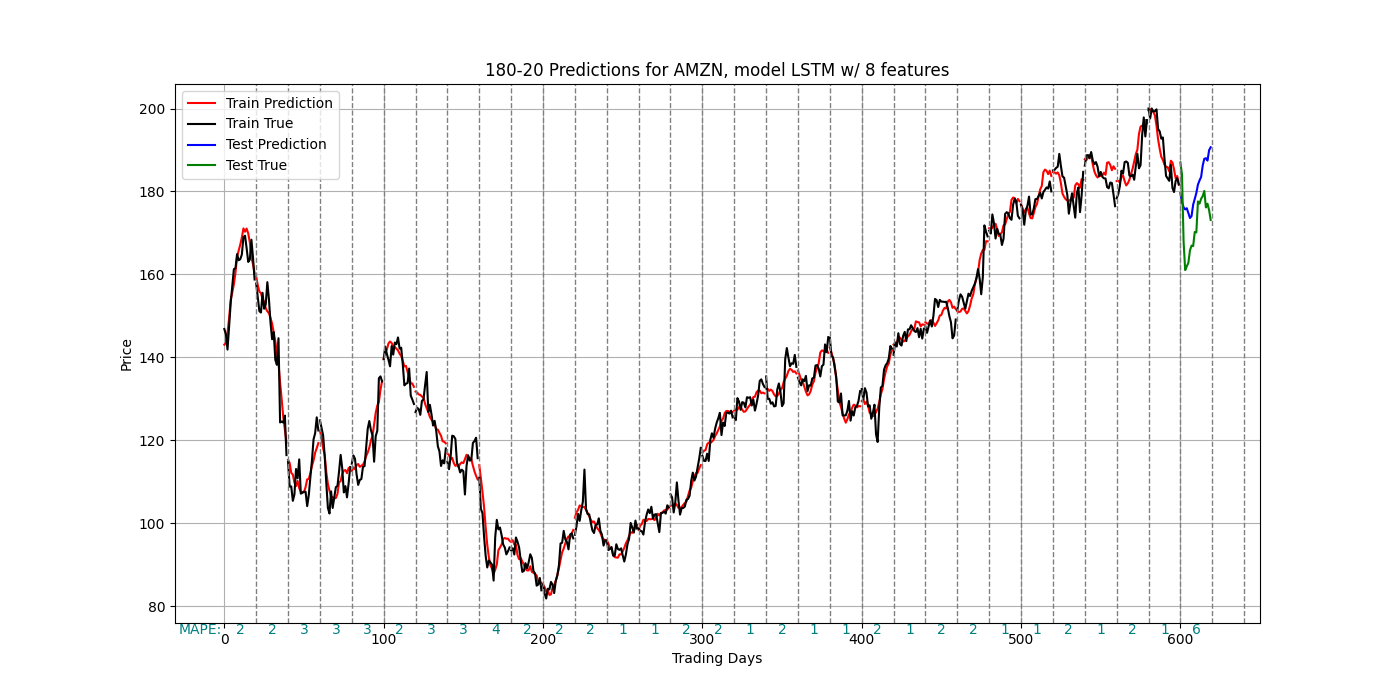 180-20 Predictions for AMZN, model LSTM w/ 8 features
Train Prediction
Train True
Test Prediction
Test True
Price
200
180
160
140
120
100
80
MAPE: 2 2 3 3 3 2 3 3 4 2 2 2 1 1 2 2 1 2 1 1 2 1 2 2 1 1 2 1 2 1 6
0 100 200 300 400 500 600
Trading Days